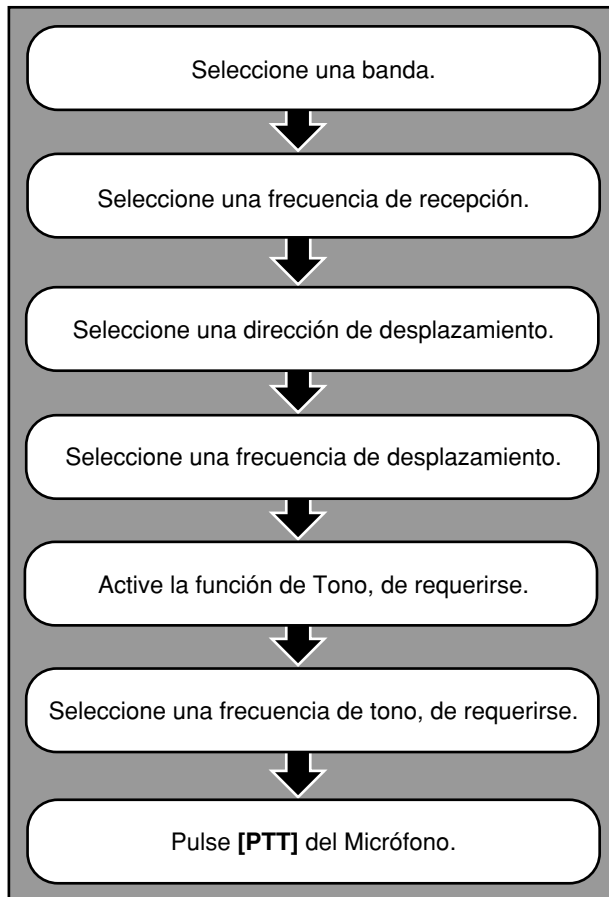 Seleccione una banda.
Seleccione una frecuencia de recepción.
Seleccione una dirección de desplazamiento.
Seleccione una frecuencia de desplazamiento.
Active la función de Tono, de requerirse.
Seleccione una frecuencia de tono, de requerirse.
Pulse [PTT] del Micrófono.